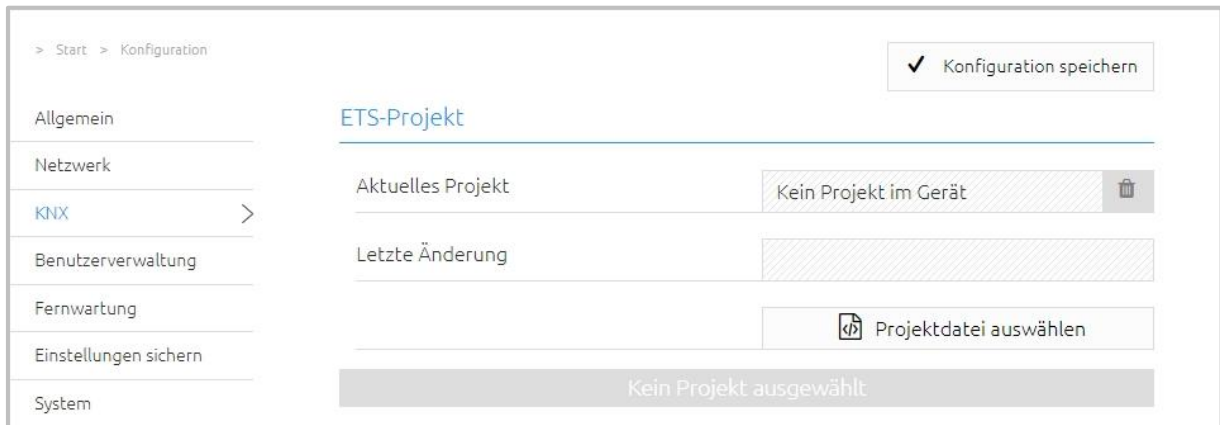 > Start > Konfiguration
Konfiguration speichern
Allgemein
Netzwerk
KNX
Benutzerverwaltung
Fernwartung
Einstellungen sichern
System
ETS-Projekt
Aktuelles Projekt
Kein Projekt im Gerät
Letzte Änderung
Projektdatei auswählen
Kein Projekt ausgewählt